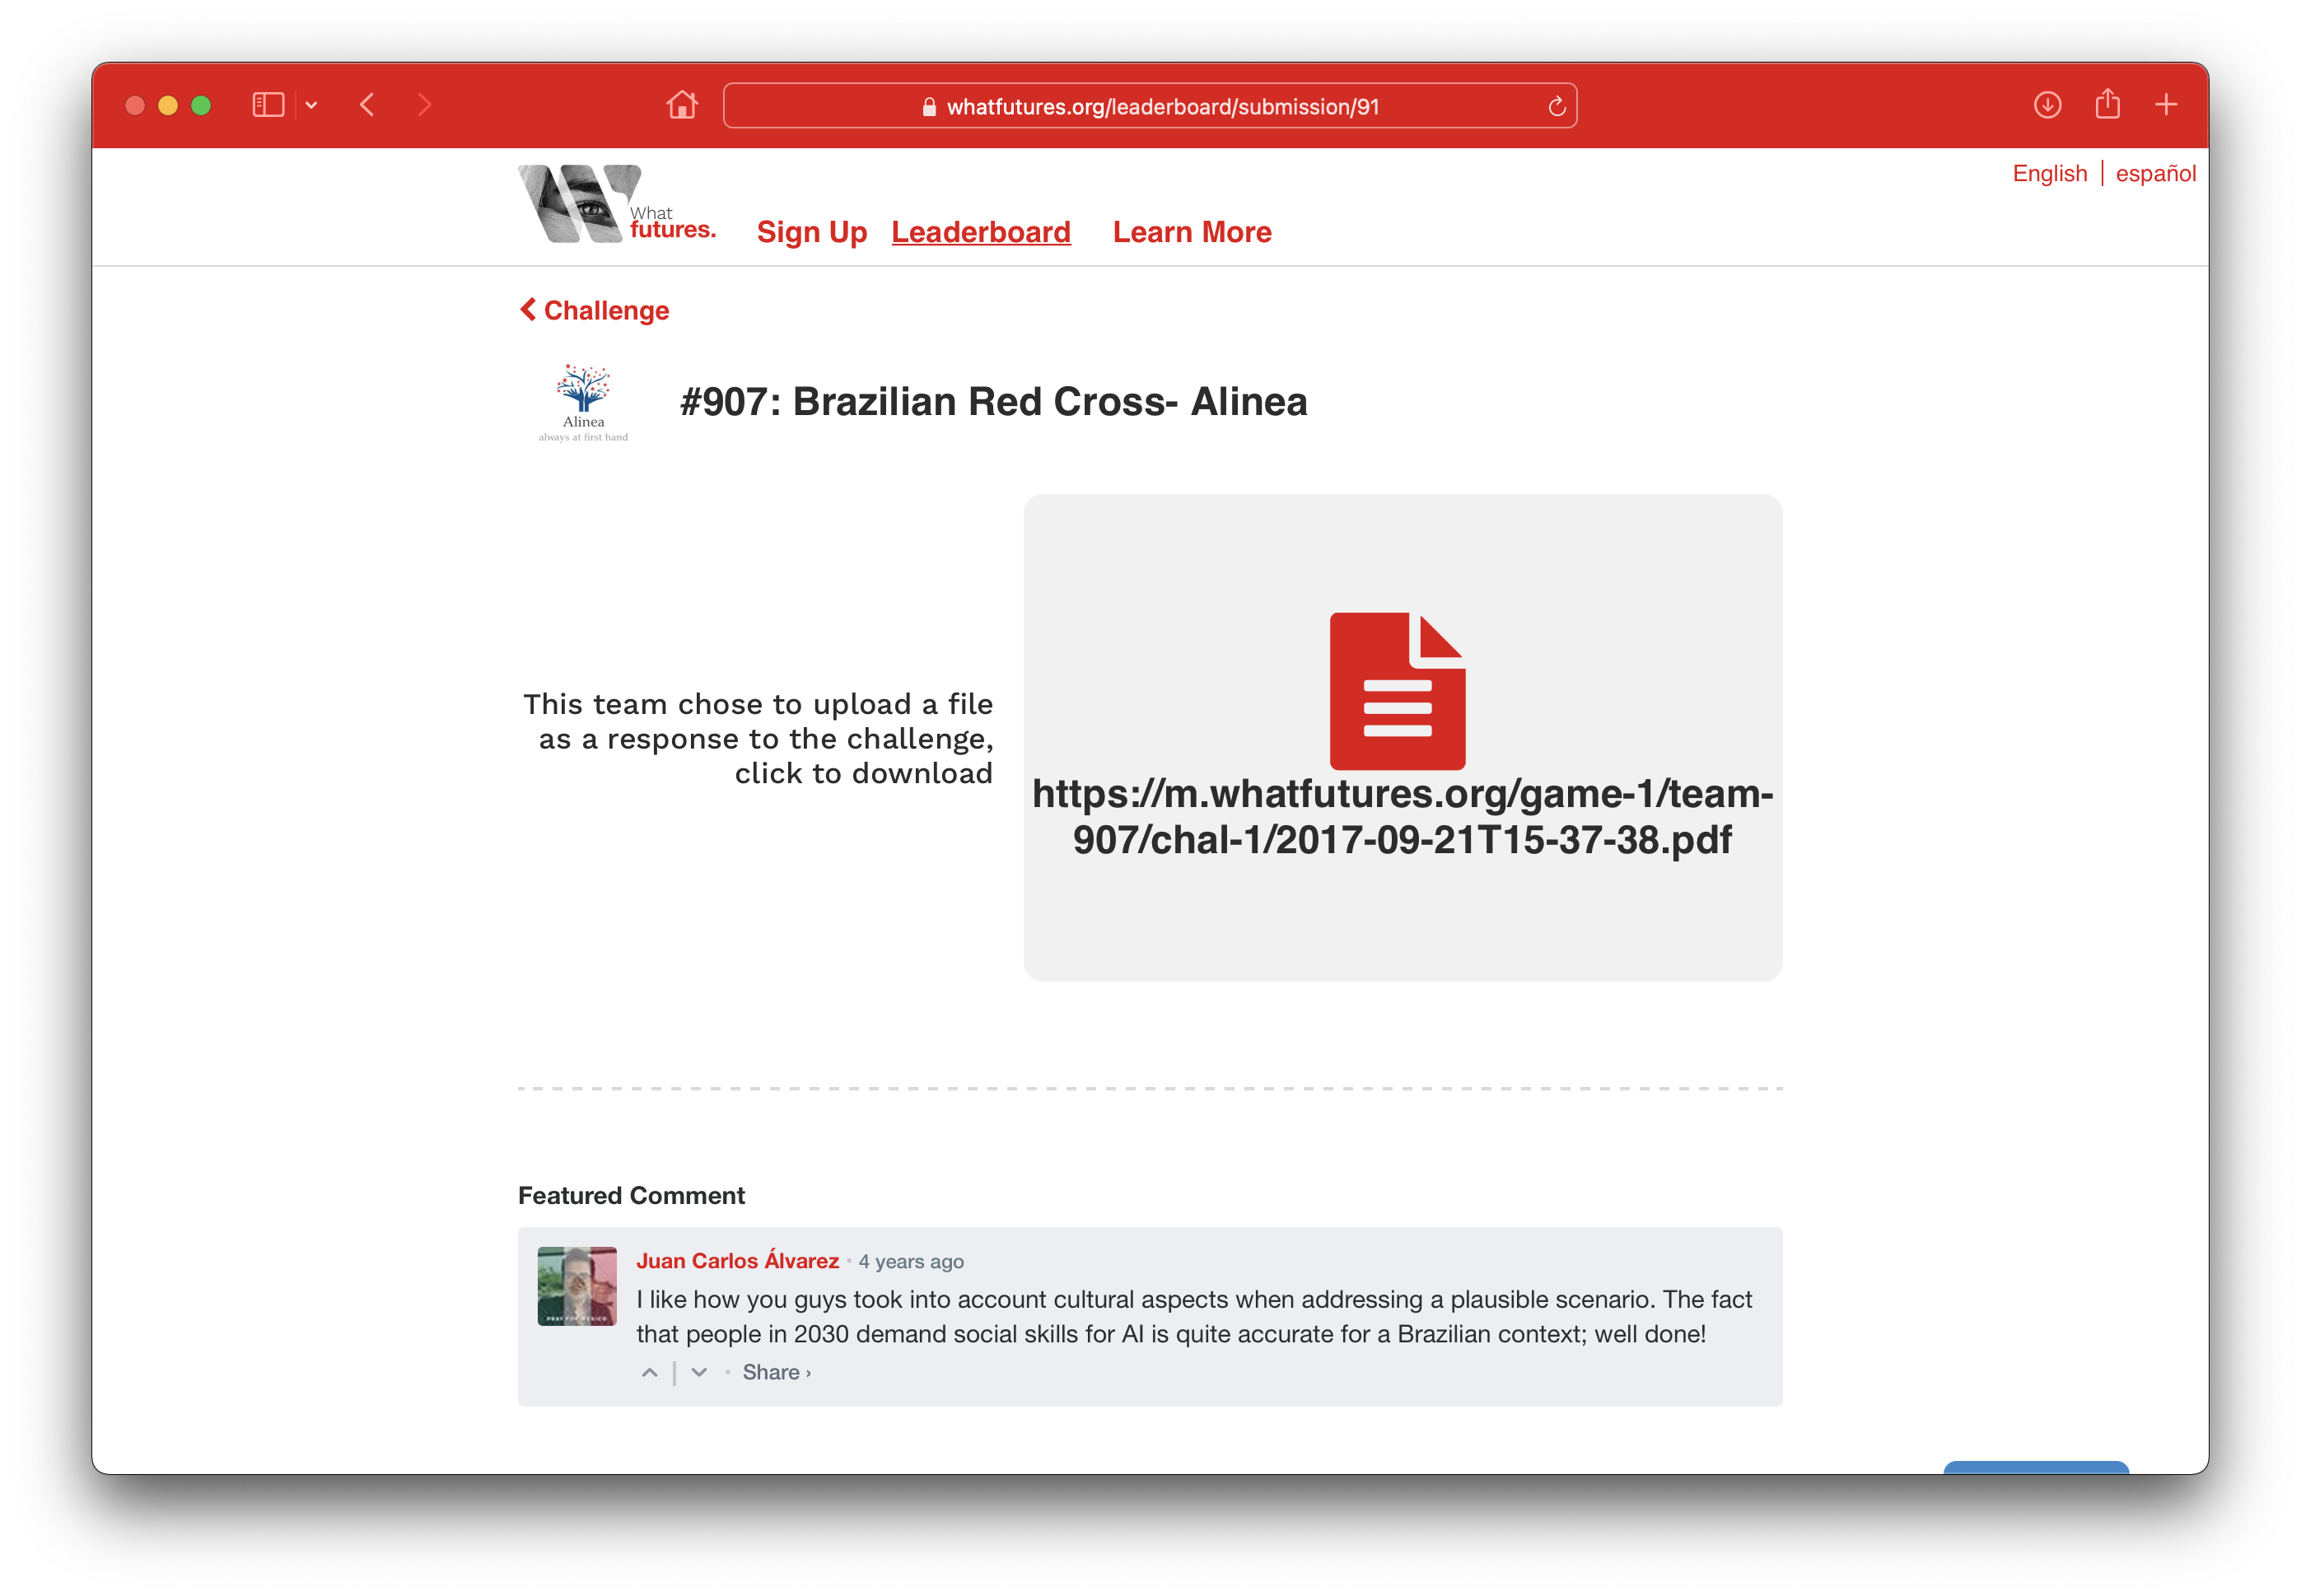 whatfutures.org/leaderboard/submission/91
English
español
What
futures.
Sign Up
Leaderboard
Learn More
Challenge
Alinea
always at first hand
#907: Brazilian Red Cross- Alinea
This team chose to upload a file
as a response to the challenge,
click to download
https://m.whatfutures.org/game-1/team-
907/chal-1/2017-09-21T15-37-38.pdf
Featured Comment
PRAY FOR MEXICO
Juan Carlos Álvarez • 4 years ago
I like how you guys took into account cultural aspects when addressing a plausible scenario. The fact
that people in 2030 demand social skills for AI is quite accurate for a Brazilian context; well done!
Share ›